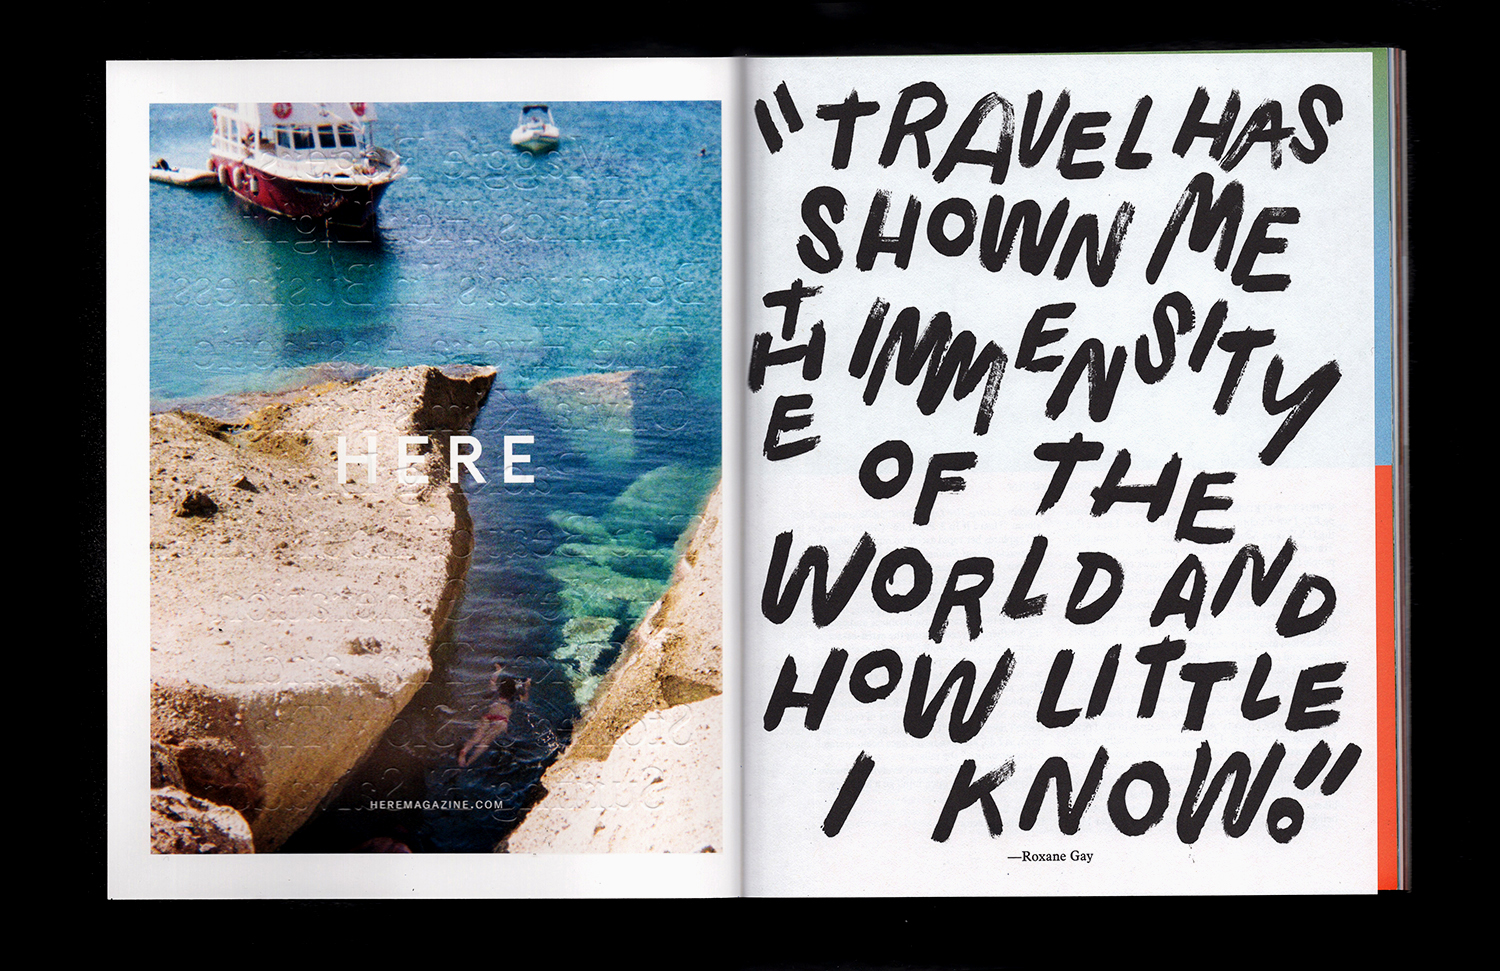 HERE
HEREMAGAZINE.COM
"TRAVEL HAS
SHOWN ME
THE IMMENSITY
OF THE
WORLD AND
HOW LITTLE
I KNOW."
—Roxane Gay